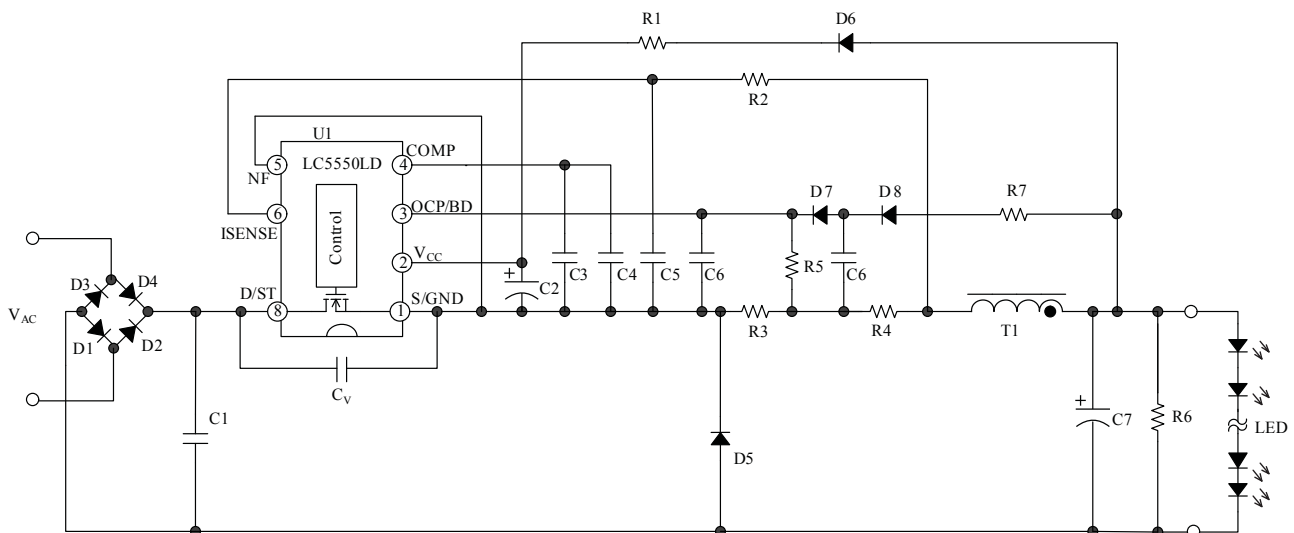 R1
D6
R2
U1
LC5550LD
5
NF
4
COMP
6
ISENSE
3
OCP/BD
D7
D8
R7
Control
2
VCC
C2
C3
C4
C5
C6
R5
C6
D3
D4
VAC
D1
D2
D/ST
8
1
S/GND
R3
R4
T1
CV
C1
D5
C7
R6
LED
+
+